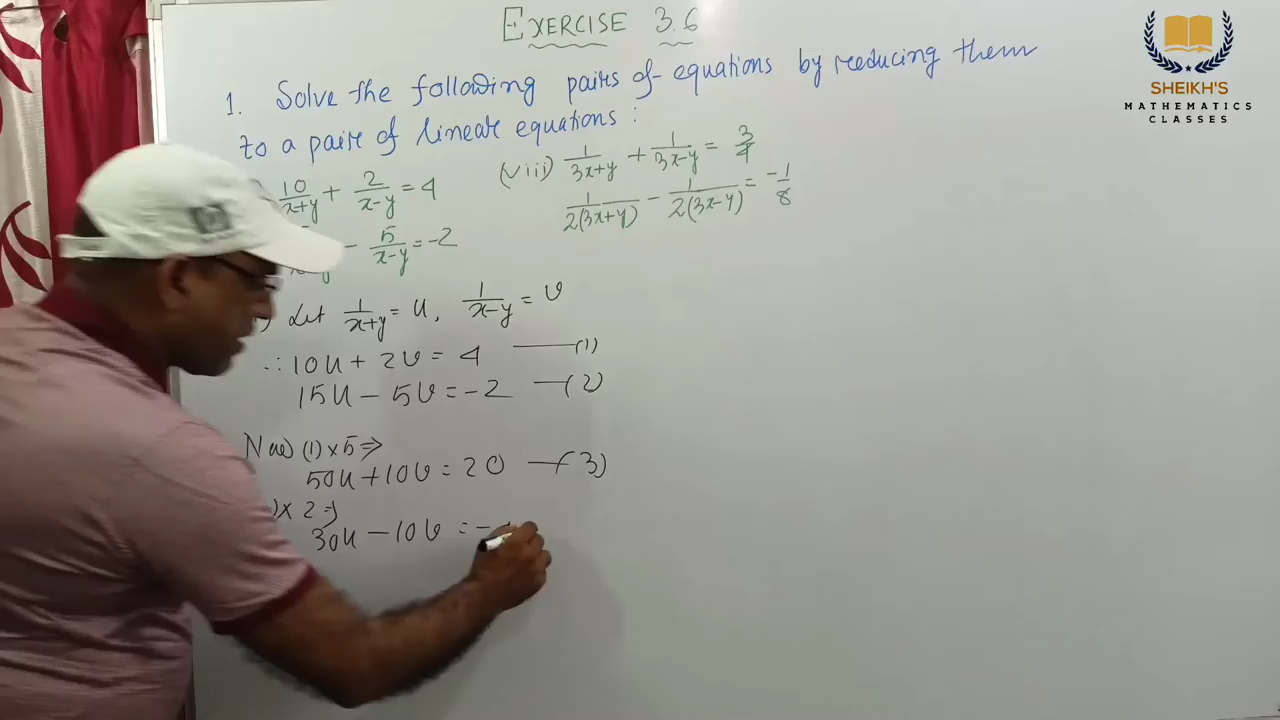 EXERCISE 3.6
1. Solve the following pairs of equations by reducing them
to a pair of linear equations :
10/(x+y) + 2/(x-y) = 4
- 5/(x-y) = -2
(viii) 1/(3x+y) + 1/(3x-y) = 3/4
1/2(3x+y) - 1/2(3x-y) = -1/8
) Let 1/(x+y) = u, 1/(x-y) = v
∴ 10u + 2v = 4 —(1)
15u - 5v = -2 —(2)
Now (1) x 5 ⇒
50u + 10v = 20 —(3)
) x 2 ⇒
30u - 10v = -
SHEIKH'S
MATHEMATICS
CLASSES